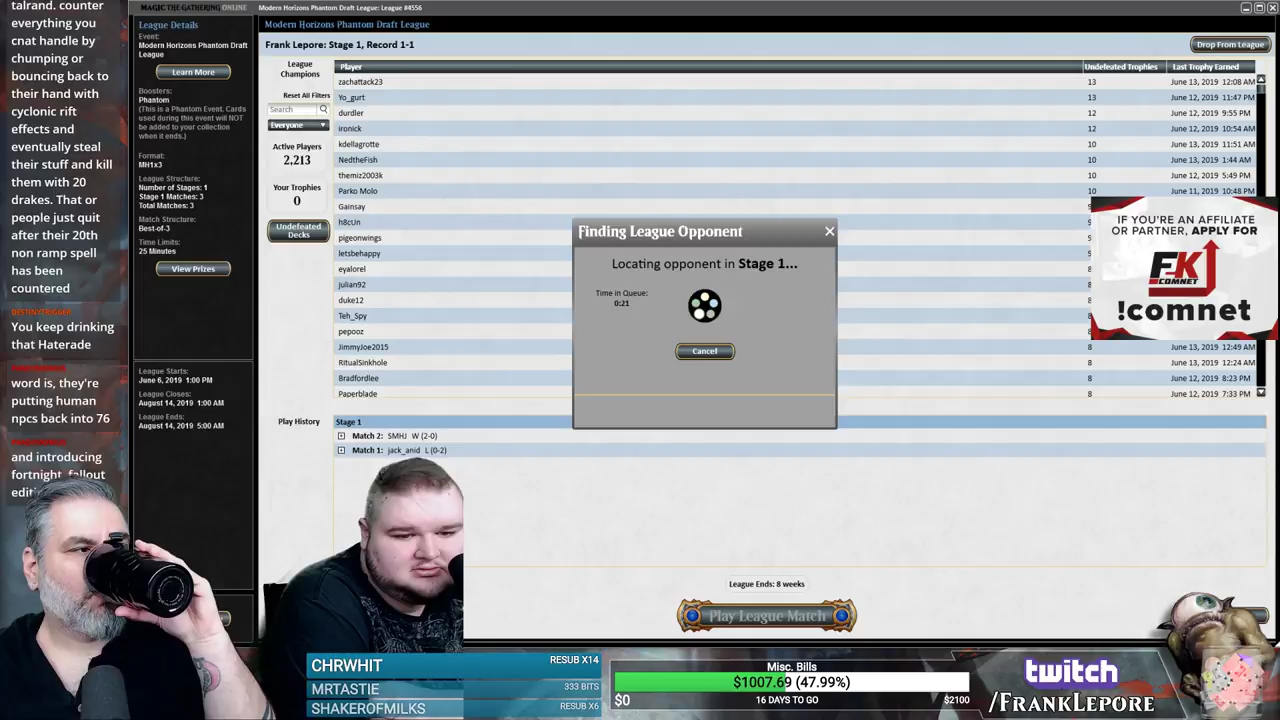 talrand. counter
everything you
cnat handle by
chumping or
bouncing back to
their hand with
cyclonic rift
effects and
eventually steal
their stuff and kill
them with 20
drakes. That or
people just quit
after their 20th
non ramp spell
has been
countered
DESTINYTRIGGER:
You keep drinking
that Haterade
word is, they're
putting human
npcs back into 76
and introducing
fortnight, fallout
MAGIC THE GATHERING ONLINE
Modern Horizons Phantom Draft League: League #4556
League Details
Event:
Modern Horizons Phantom Draft
League
Learn More
Boosters:
Phantom
(This is a Phantom Event. Cards
used during this event will NOT
be added to your collection
when it ends.)
Format:
MH1x3
League Structure:
Number of Stages: 1
Stage 1 Matches: 3
Total Matches: 3
Match Structure:
Best-of-3
Time Limits:
25 Minutes
View Prizes
League Starts:
June 6, 2019 1:00 PM
League Closes:
August 14, 2019 1:00 AM
League Ends:
August 14, 2019 5:00 AM
Modern Horizons Phantom Draft League
Frank Lepore: Stage 1, Record 1-1
Drop From League
League
Champions
Reset All Filters
Search
Everyone
Active Players
2,213
Your Trophies
0
Undefeated
Decks
Player Undefeated Trophies Last Trophy Earned
zachattack23 13 June 13, 2019 12:08 AM
Yo_gurt 13 June 12, 2019 11:47 PM
durdler 12 June 12, 2019 9:55 PM
ironick 12 June 12, 2019 10:54 AM
kdellagrotte 10 June 13, 2019 11:51 AM
NedtheFish 10 June 13, 2019 1:44 AM
themiz2003k 10 June 12, 2019 5:49 PM
Parko Molo 10 June 11, 2019 10:48 PM
Gainsay
h8cUn
pigeonwings
letsbehappy
eyalorel
julian92
duke12
Teh_Spy
pepooz
JimmyJoe2015 8 June 13, 2019 12:49 AM
RitualSinkhole 8 June 13, 2019 12:24 AM
Bradfordlee 8 June 12, 2019 8:23 PM
Paperblade 8 June 12, 2019 7:33 PM
Finding League Opponent
Locating opponent in Stage 1...
Time in Queue:
0:21
Cancel
IF YOU'RE AN AFFILIATE
OR PARTNER, APPLY FOR
COMNET
!comnet
Play History
Stage 1
Match 2: SMHJ W (2-0)
Match 1: jack_anid L (0-2)
League Ends: 8 weeks
Play League Match
CHRWHIT RESUB X14
MRTASTIE 333 BITS
SHAKEROFMILKS RESUB X6
Misc. Bills
$1007.69 (47.99%)
$0 16 DAYS TO GO $2100
twitch
/FRANKLEPORE